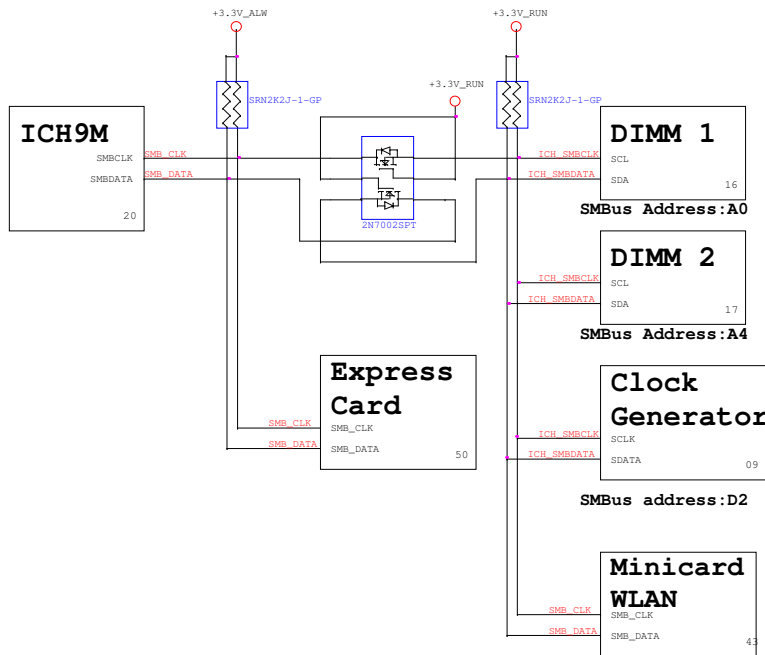 +3.3V_ALW
+3.3V_RUN
+3.3V_RUN
SRN2K2J-1-GP
SRN2K2J-1-GP
ICH9M
SMBCLK
SMB_CLK
SMBDATA
SMB_DATA
20
2N7002SPT
DIMM 1
ICH_SMBCLK
SCL
ICH_SMBDATA
SDA
16
SMBus Address:A0
DIMM 2
ICH_SMBCLK
SCL
ICH_SMBDATA
SDA
17
SMBus Address:A4
Express
Card
SMB_CLK
SMB_CLK
SMB_DATA
SMB_DATA
50
Clock
Generator
ICH_SMBCLK
SCLK
ICH_SMBDATA
SDATA
09
SMBus address:D2
Minicard
WLAN
SMB_CLK
SMB_CLK
SMB_DATA
SMB_DATA
43